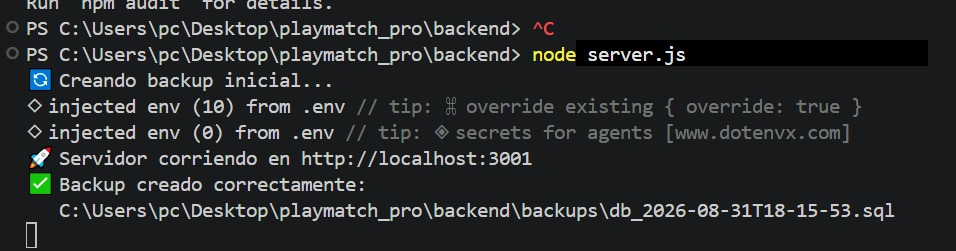 Run `npm audit` for details.
PS C:\Users\pc\Desktop\playmatch_pro\backend> ^C
PS C:\Users\pc\Desktop\playmatch_pro\backend> node server.js
🔄 Creando backup inicial...
◇ injected env (10) from .env // tip: ⌘ override existing { override: true }
◇ injected env (0) from .env // tip: ◈ secrets for agents [www.dotenvx.com]
🚀 Servidor corriendo en http://localhost:3001
✅ Backup creado correctamente:
C:\Users\pc\Desktop\playmatch_pro\backend\backups\db_2026-08-31T18-15-53.sql